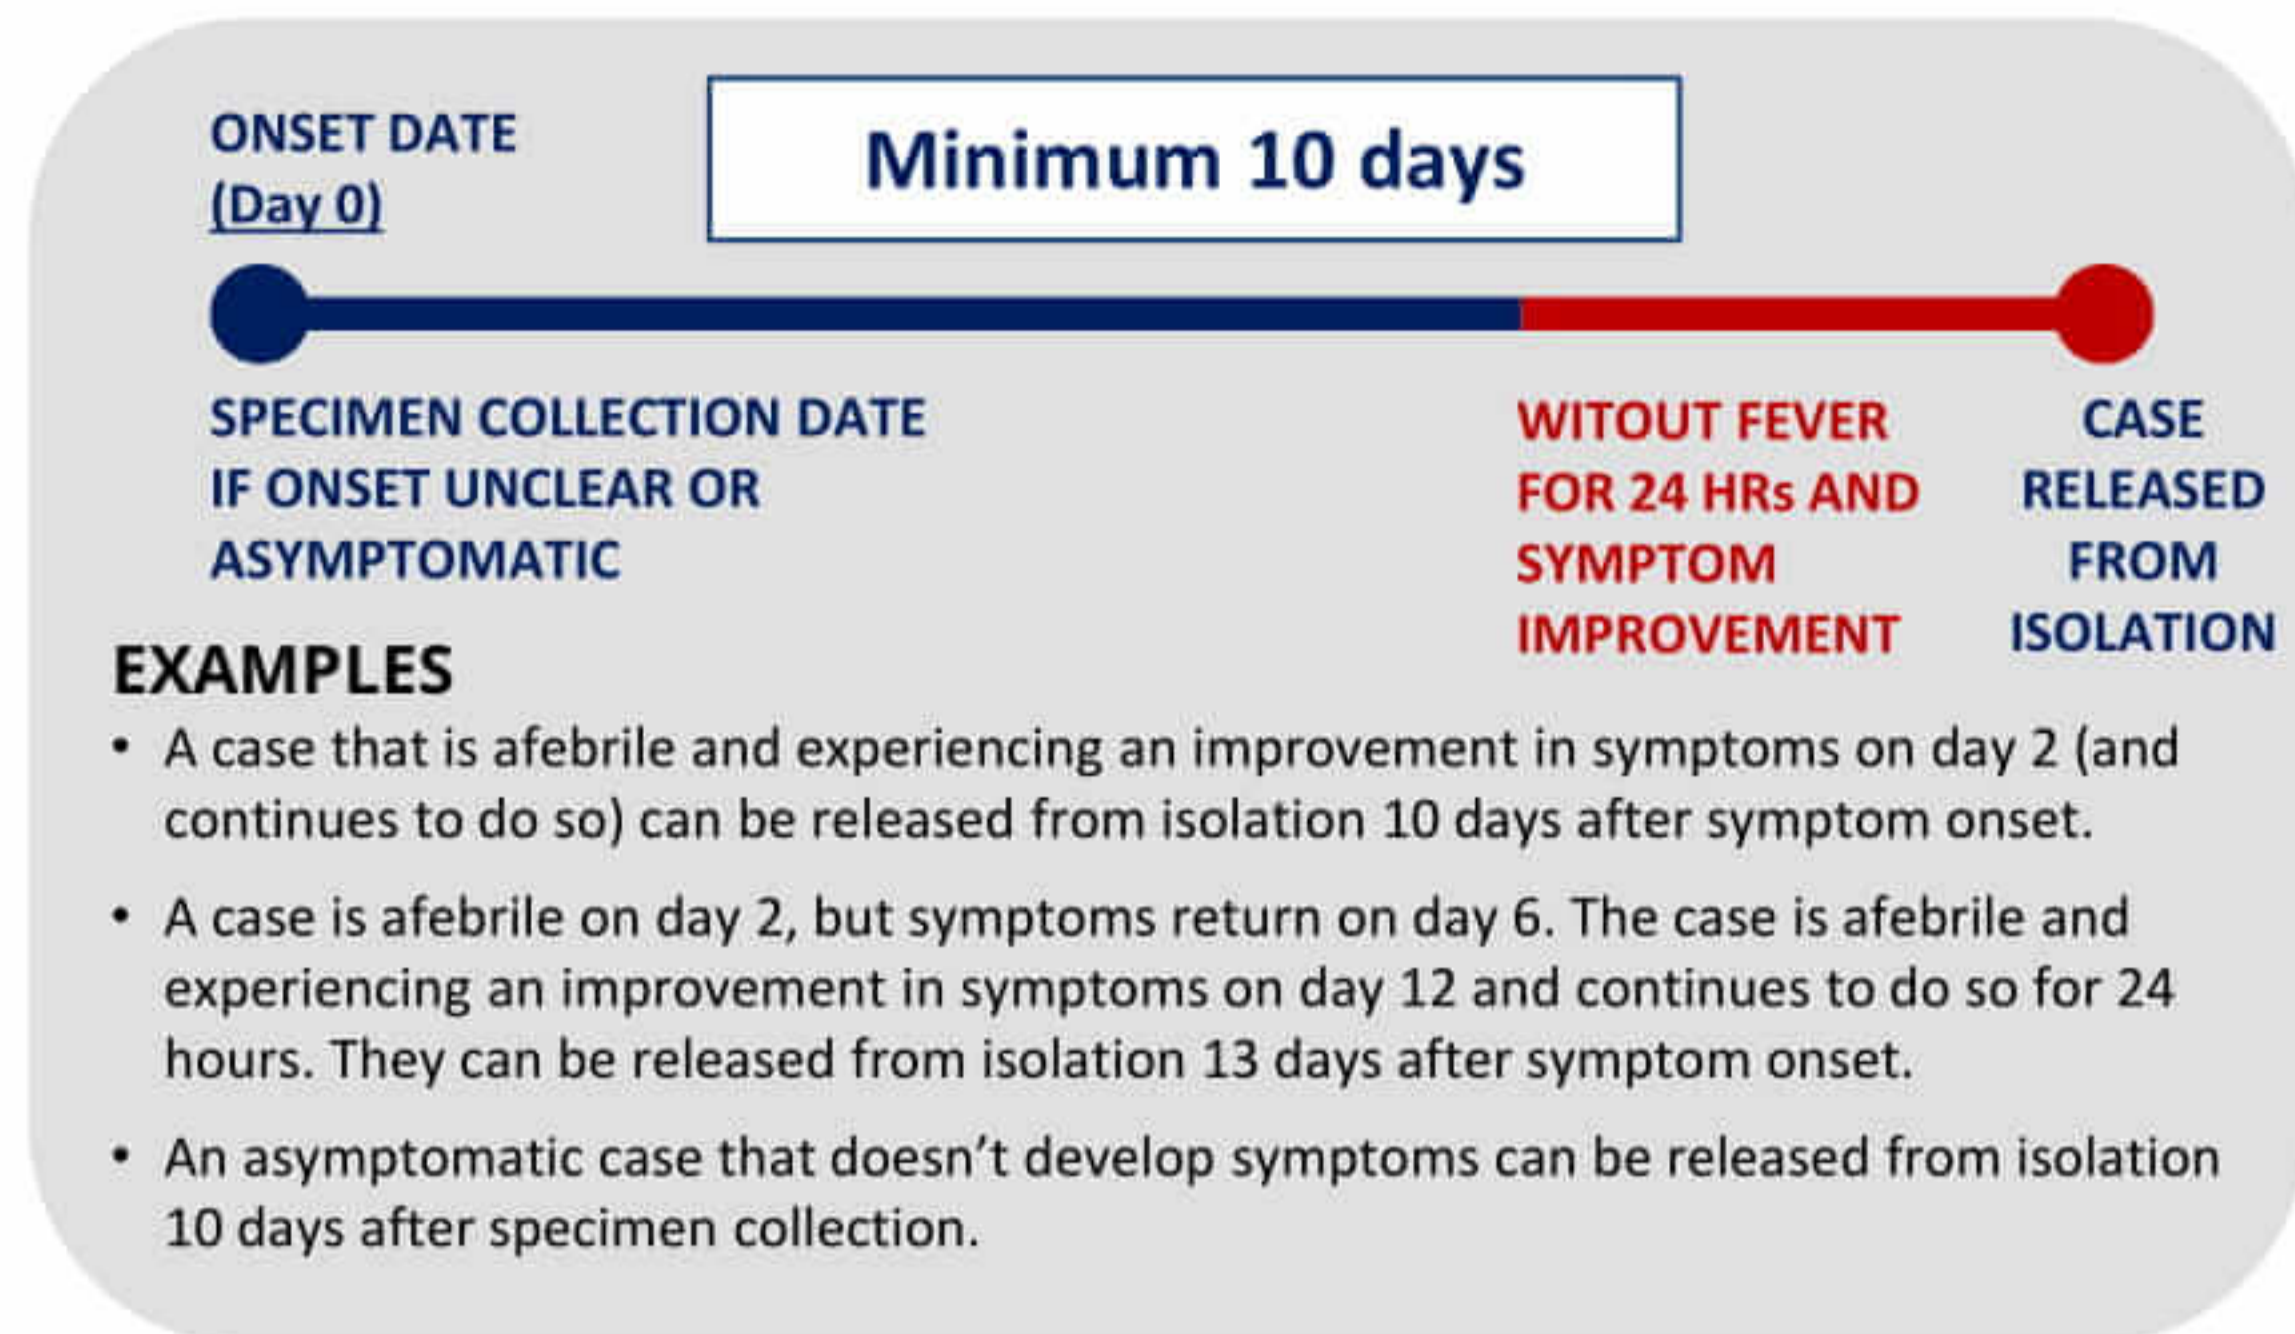 ONSET DATE
(Day 0)
Minimum 10 days
SPECIMEN COLLECTION DATE
IF ONSET UNCLEAR OR
ASYMPTOMATIC
WITOUT FEVER
FOR 24 HRs AND
SYMPTOM
IMPROVEMENT
CASE
RELEASED
FROM
ISOLATION
EXAMPLES
• A case that is afebrile and experiencing an improvement in symptoms on day 2 (and
continues to do so) can be released from isolation 10 days after symptom onset.
• A case is afebrile on day 2, but symptoms return on day 6. The case is afebrile and
experiencing an improvement in symptoms on day 12 and continues to do so for 24
hours. They can be released from isolation 13 days after symptom onset.
• An asymptomatic case that doesn’t develop symptoms can be released from isolation
10 days after specimen collection.